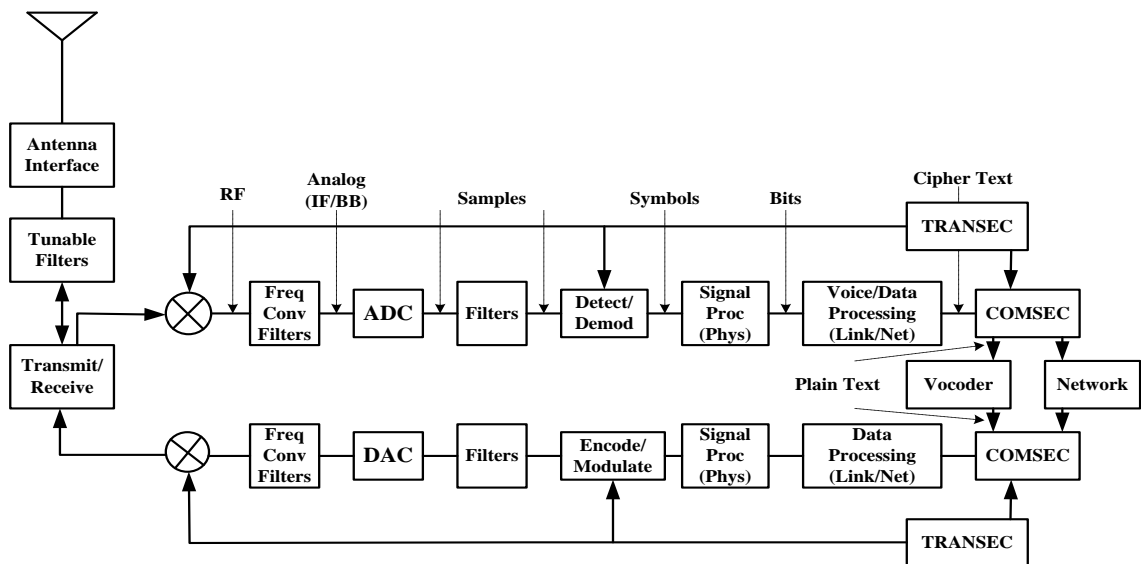 Antenna
Interface
Tunable
Filters
Transmit/
Receive
RF
Analog
(IF/BB)
Samples
Symbols
Bits
Cipher Text
TRANSEC
Freq
Conv
Filters
ADC
Filters
Detect/
Demod
Signal
Proc
(Phys)
Voice/Data
Processing
(Link/Net)
COMSEC
Plain Text
Vocoder
Network
Freq
Conv
Filters
DAC
Filters
Encode/
Modulate
Signal
Proc
(Phys)
Data
Processing
(Link/Net)
COMSEC
TRANSEC